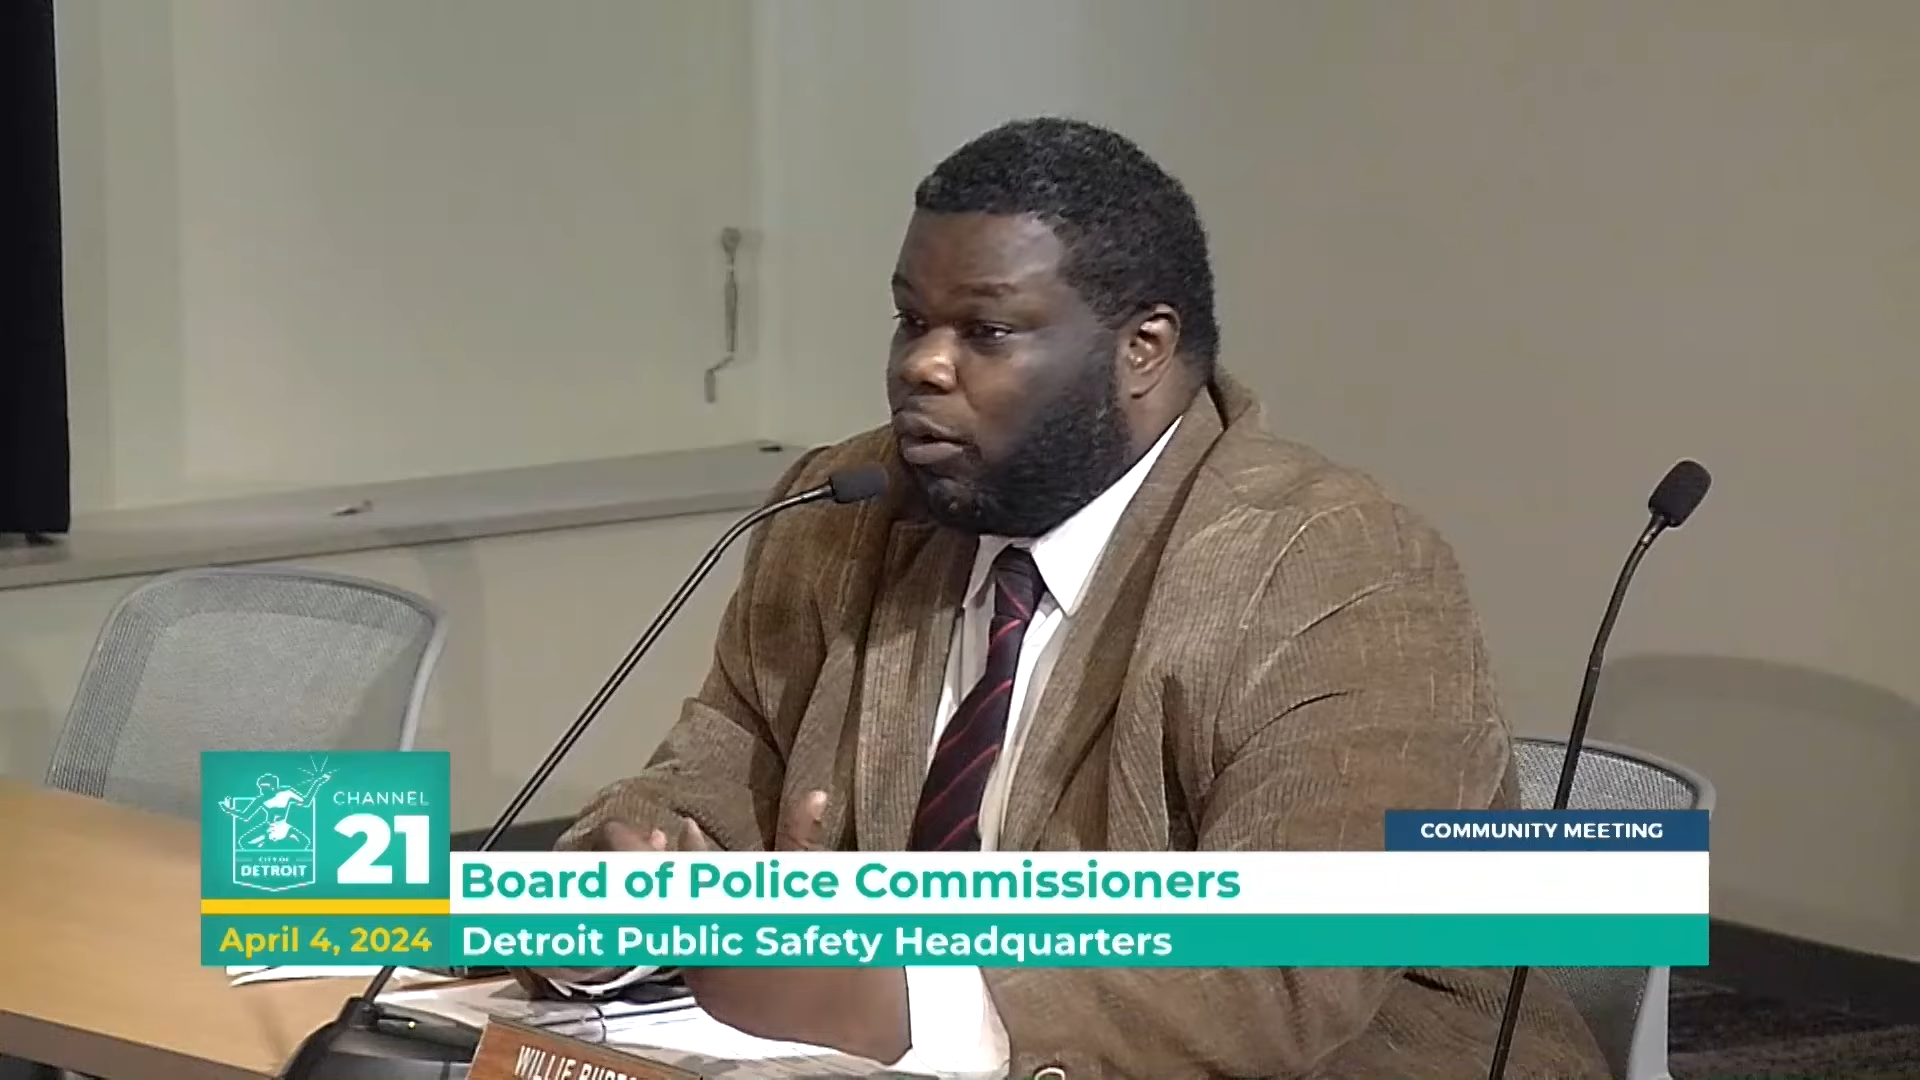 COMMUNITY MEETING
CHANNEL
21
CITY OF
DETROIT
Board of Police Commissioners
April 4, 2024
Detroit Public Safety Headquarters
WILLIE